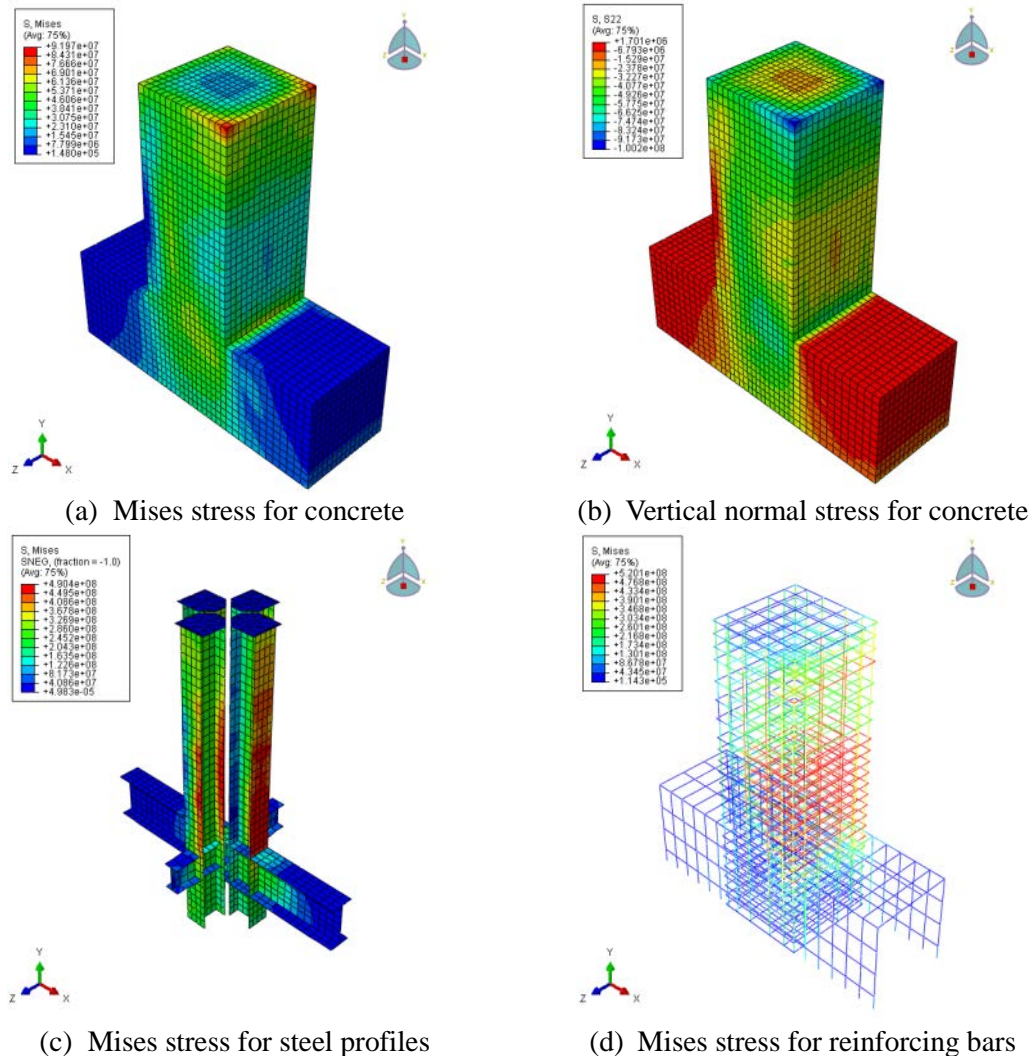 S, Mises
(Avg: 75%)
+9.197e+07
+8.431e+07
+7.666e+07
+6.901e+07
+6.136e+07
+5.371e+07
+4.606e+07
+3.841e+07
+3.075e+07
+2.310e+07
+1.545e+07
+7.799e+06
+1.480e+05
Y
Z
X
(a) Mises stress for concrete
S, S22
(Avg: 75%)
+1.701e+06
-6.793e+06
-1.529e+07
-2.378e+07
-3.227e+07
-4.077e+07
-4.926e+07
-5.775e+07
-6.625e+07
-7.474e+07
-8.324e+07
-9.173e+07
-1.002e+08
Y
Z
X
(b) Vertical normal stress for concrete
S, Mises
SNEG, (fraction = -1.0)
(Avg: 75%)
+4.904e+08
+4.495e+08
+4.086e+08
+3.678e+08
+3.269e+08
+2.860e+08
+2.452e+08
+2.043e+08
+1.635e+08
+1.226e+08
+8.173e+07
+4.086e+07
+4.983e-05
Y
Z
X
(c) Mises stress for steel profiles
S, Mises
(Avg: 75%)
+5.201e+08
+4.768e+08
+4.334e+08
+3.901e+08
+3.468e+08
+3.034e+08
+2.601e+08
+2.168e+08
+1.734e+08
+1.301e+08
+8.678e+07
+4.345e+07
+1.143e+05
Y
Z
X
(d) Mises stress for reinforcing bars